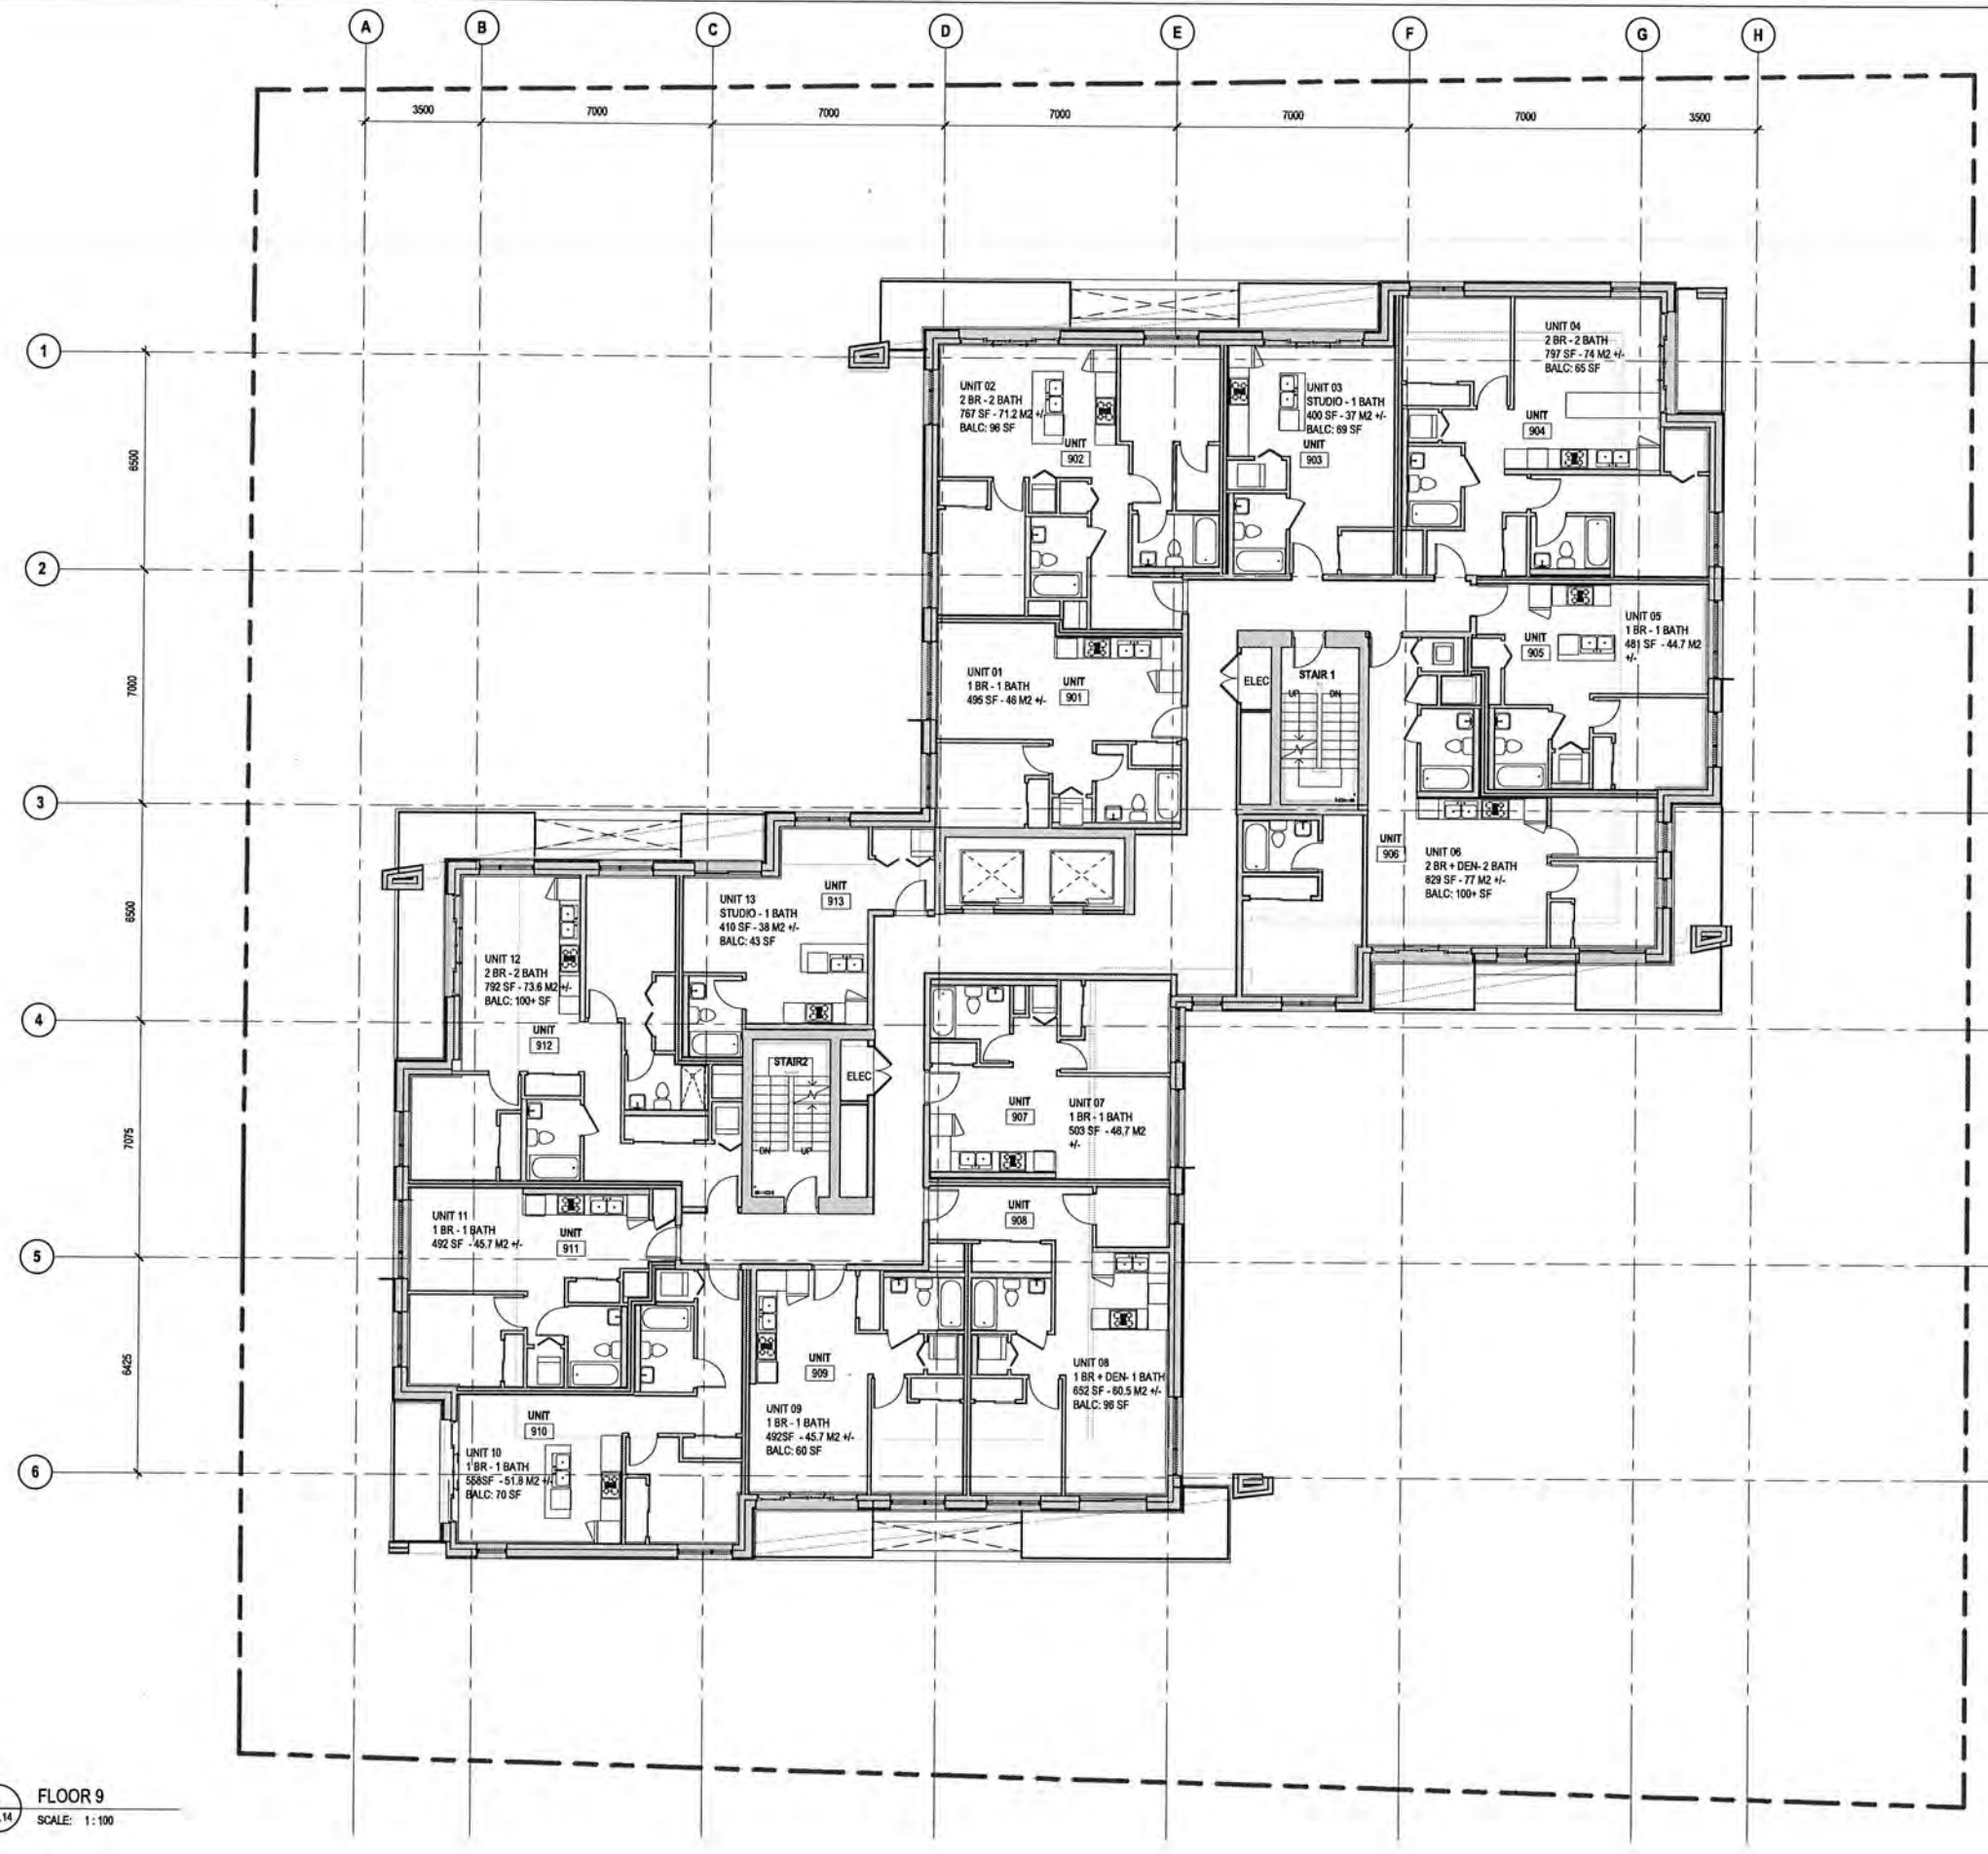 A
B
C
D
E
F
G
H
3500
7000
7000
7000
7000
7000
3500
1
2
3
4
5
6
6500
7000
6500
7075
6425
UNIT 02
2 BR - 2 BATH
767 SF - 71.2 M2 +/-
BALC: 96 SF
UNIT
902
UNIT 03
STUDIO - 1 BATH
400 SF - 37 M2 +/-
BALC: 69 SF
UNIT
903
UNIT 04
2 BR - 2 BATH
797 SF - 74 M2 +/-
BALC: 65 SF
UNIT
904
UNIT 01
1 BR - 1 BATH
495 SF - 46 M2 +/-
UNIT
901
ELEC
STAIR 1
UP
DN
UNIT 05
1 BR - 1 BATH
481 SF - 44.7 M2
+/-
UNIT
905
UNIT
906
UNIT 06
2 BR + DEN- 2 BATH
829 SF - 77 M2 +/-
BALC: 100+ SF
UNIT 13
STUDIO - 1 BATH
410 SF - 38 M2 +/-
BALC: 43 SF
UNIT
913
UNIT 12
2 BR - 2 BATH
792 SF - 73.6 M2 +/-
BALC: 100+ SF
UNIT
912
STAIR2
ELEC
DN
UP
UNIT
907
UNIT 07
1 BR - 1 BATH
503 SF - 46.7 M2
+/-
UNIT 11
1 BR - 1 BATH
492 SF - 45.7 M2 +/-
UNIT
911
UNIT
908
UNIT 08
1 BR + DEN- 1 BATH
652 SF - 60.5 M2 +/-
BALC: 96 SF
UNIT
909
UNIT 09
1 BR - 1 BATH
492SF - 45.7 M2 +/-
BALC: 60 SF
UNIT
910
UNIT 10
1 BR - 1 BATH
558SF - 51.8 M2 +/-
BALC: 70 SF
.14
FLOOR 9
SCALE: 1 : 100